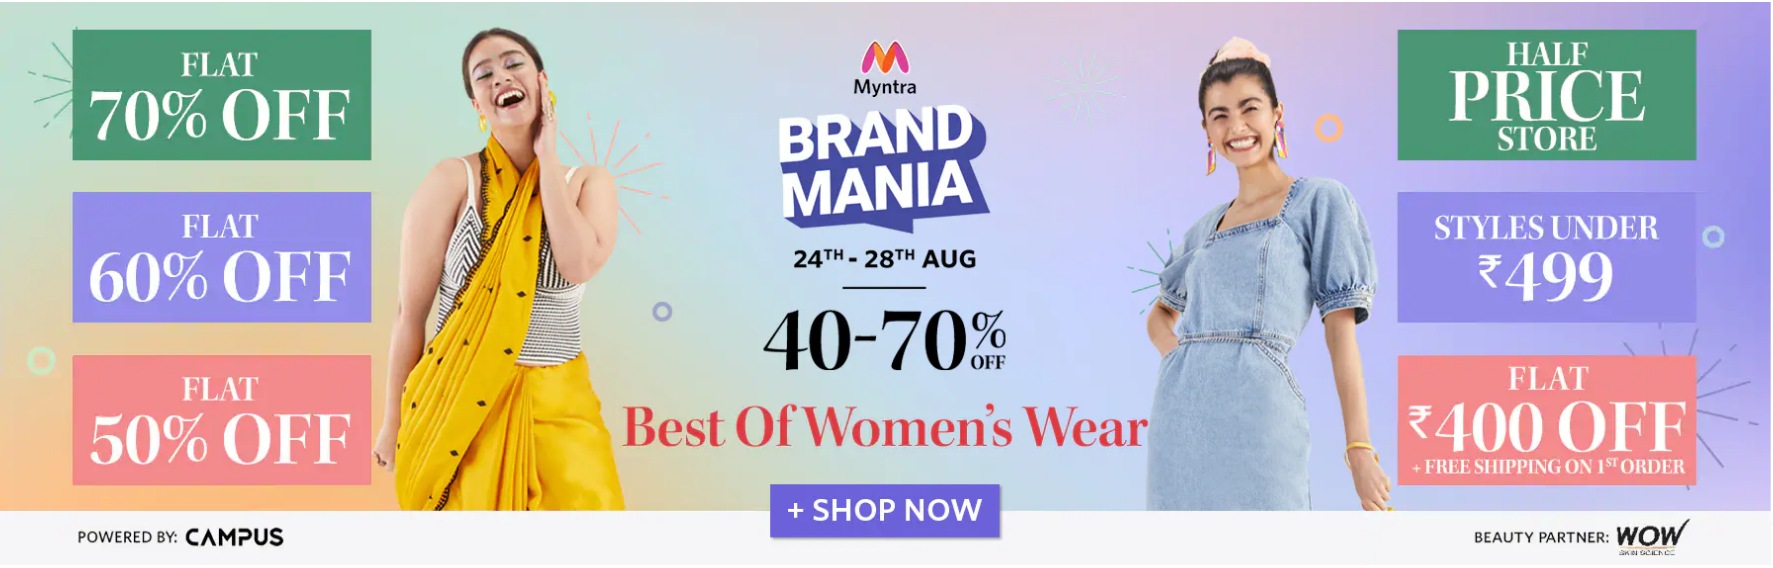 FLAT
70% OFF
FLAT
60% OFF
FLAT
50% OFF
Myntra
BRAND
MANIA
24TH - 28TH AUG
40-70% OFF
Best Of Women's Wear
+ SHOP NOW
HALF
PRICE
STORE
STYLES UNDER
₹499
FLAT
₹400 OFF
+ FREE SHIPPING ON 1ST ORDER
POWERED BY: CAMPUS
BEAUTY PARTNER: WOW
SKIN SCIENCE